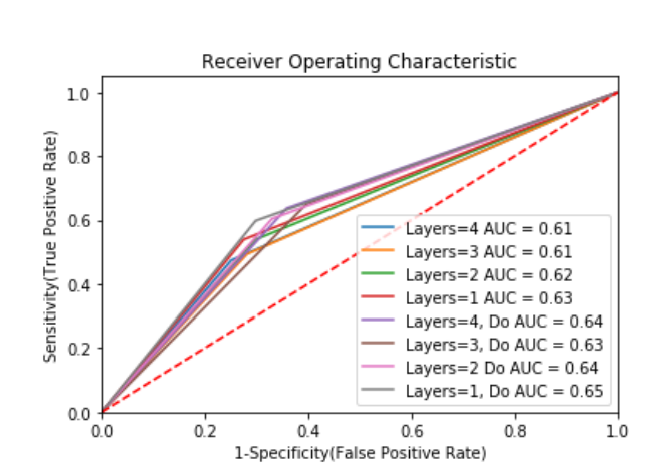 Receiver Operating Characteristic
Sensitivity(True Positive Rate)
1.0
0.8
0.6
0.4
0.2
0.0
Layers=4 AUC = 0.61
Layers=3 AUC = 0.61
Layers=2 AUC = 0.62
Layers=1 AUC = 0.63
Layers=4, Do AUC = 0.64
Layers=3, Do AUC = 0.63
Layers=2 Do AUC = 0.64
Layers=1, Do AUC = 0.65
0.0 0.2 0.4 0.6 0.8 1.0
1-Specificity(False Positive Rate)